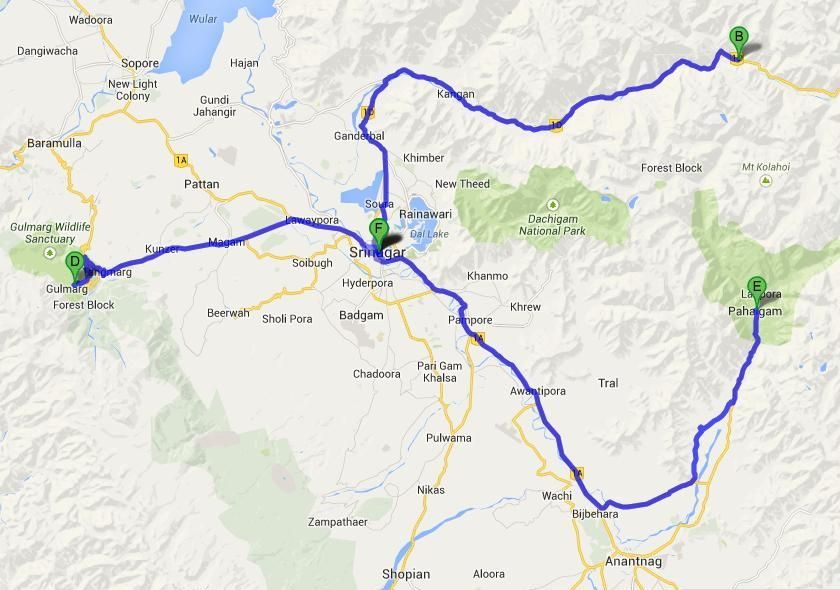 Wadoora
Wular
B
Dangiwacha
Sopore
Hajan
New Light
Colony
Kangan
Gundi
Jahangir
1D
1D
Ganderbal
Baramulla
1A
Khimber
Forest Block
Mt Kolahoi
Pattan
New Theed
Soura
Rainawari
Dachigam
National Park
Gulmarg Wildlife
Sanctuary
Lawaypora
F
Dal Lake
Kunzer
Magam
Srinagar
D
Tangmarg
Soibugh
Khanmo
E
Gulmarg
Hyderpora
Laripora
Forest Block
Khrew
Pahalgam
Beerwah
Sholi Pora
Badgam
Pampore
1A
Pari Gam
Khalsa
Chadoora
Tral
Awantipora
Pulwama
1A
Nikas
Wachi
Bijbehara
Zampathaer
Anantnag
Shopian
Aloora